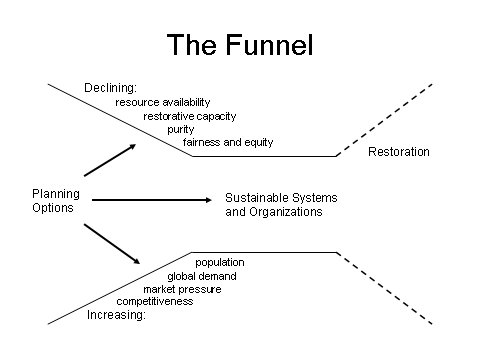 The Funnel
Declining:
resource availability
restorative capacity
purity
fairness and equity
Restoration
Planning
Options
Sustainable Systems
and Organizations
population
global demand
market pressure
competitiveness
Increasing: